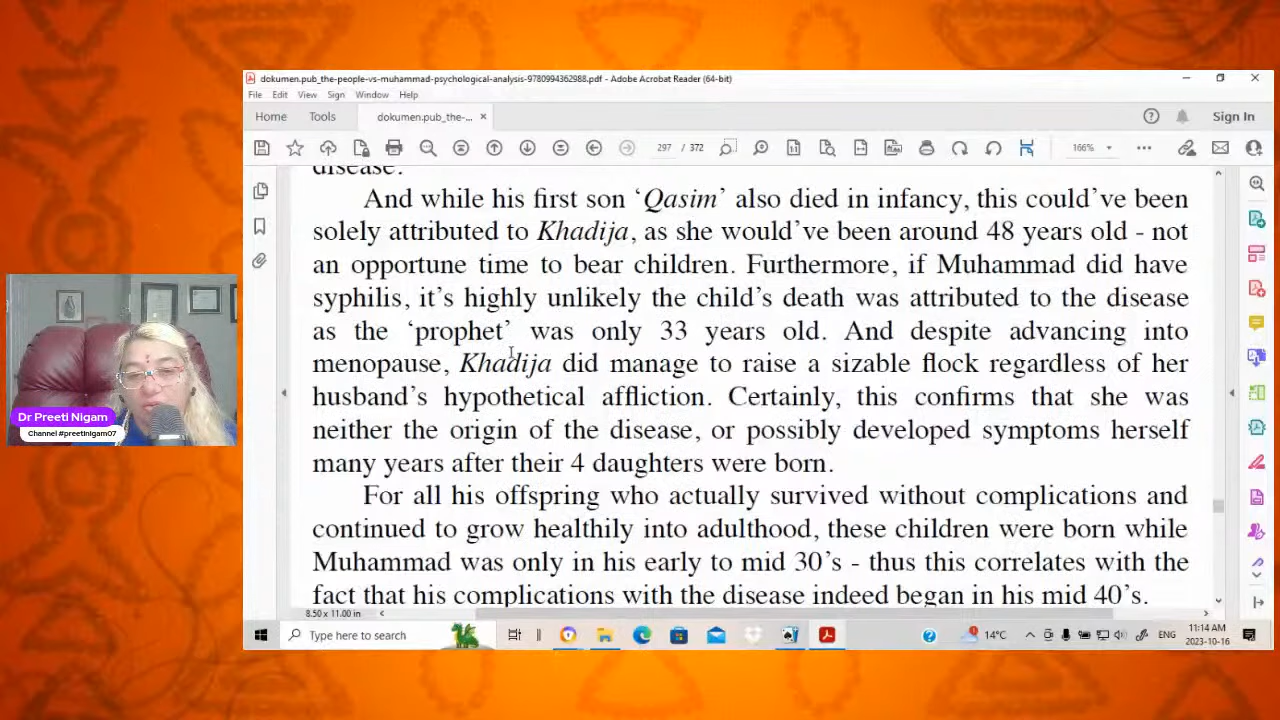 dokumen.pub_the-people-vs-muhammad-psychological-analysis-9780994362988.pdf - Adobe Acrobat Reader (64-bit)
File Edit View Sign Window Help
Home Tools dokumen.pub_the-... × Sign In
297 / 372 166%
disease.
And while his first son ‘Qasim’ also died in infancy, this could’ve been
solely attributed to Khadija, as she would’ve been around 48 years old - not
an opportune time to bear children. Furthermore, if Muhammad did have
syphilis, it’s highly unlikely the child’s death was attributed to the disease
as the ‘prophet’ was only 33 years old. And despite advancing into
menopause, Khadija did manage to raise a sizable flock regardless of her
husband’s hypothetical affliction. Certainly, this confirms that she was
neither the origin of the disease, or possibly developed symptoms herself
many years after their 4 daughters were born.
For all his offspring who actually survived without complications and
continued to grow healthily into adulthood, these children were born while
Muhammad was only in his early to mid 30’s - thus this correlates with the
fact that his complications with the disease indeed began in his mid 40’s.
8.50 x 11.00 in
Dr Preeti Nigam
Channel #preetinigam07
Type here to search
14°C ENG 11:14 AM
2023-10-16